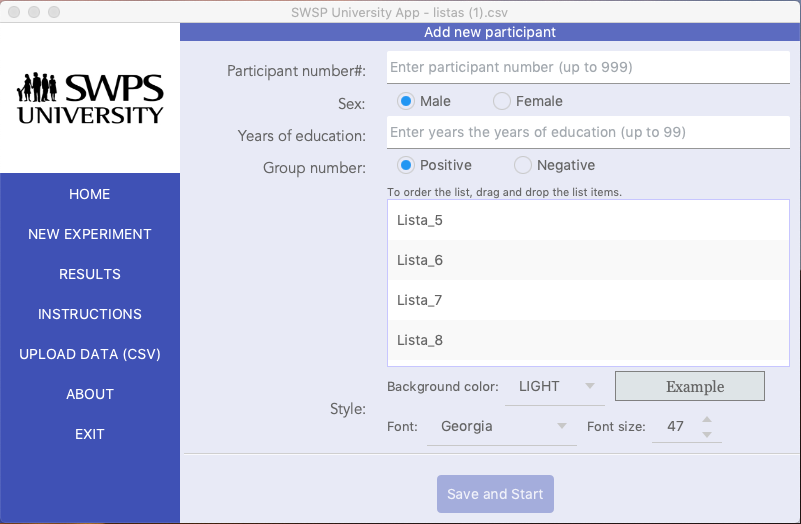 SWSP University App - listas (1).csv
SWPS
UNIVERSITY
HOME
NEW EXPERIMENT
RESULTS
INSTRUCTIONS
UPLOAD DATA (CSV)
ABOUT
EXIT
Add new participant
Participant number#: Enter participant number (up to 999)
Sex: Male Female
Years of education: Enter years the years of education (up to 99)
Group number: Positive Negative
To order the list, drag and drop the list items.
Lista_5
Lista_6
Lista_7
Lista_8
Style:
Background color: LIGHT Example
Font: Georgia Font size: 47
Save and Start